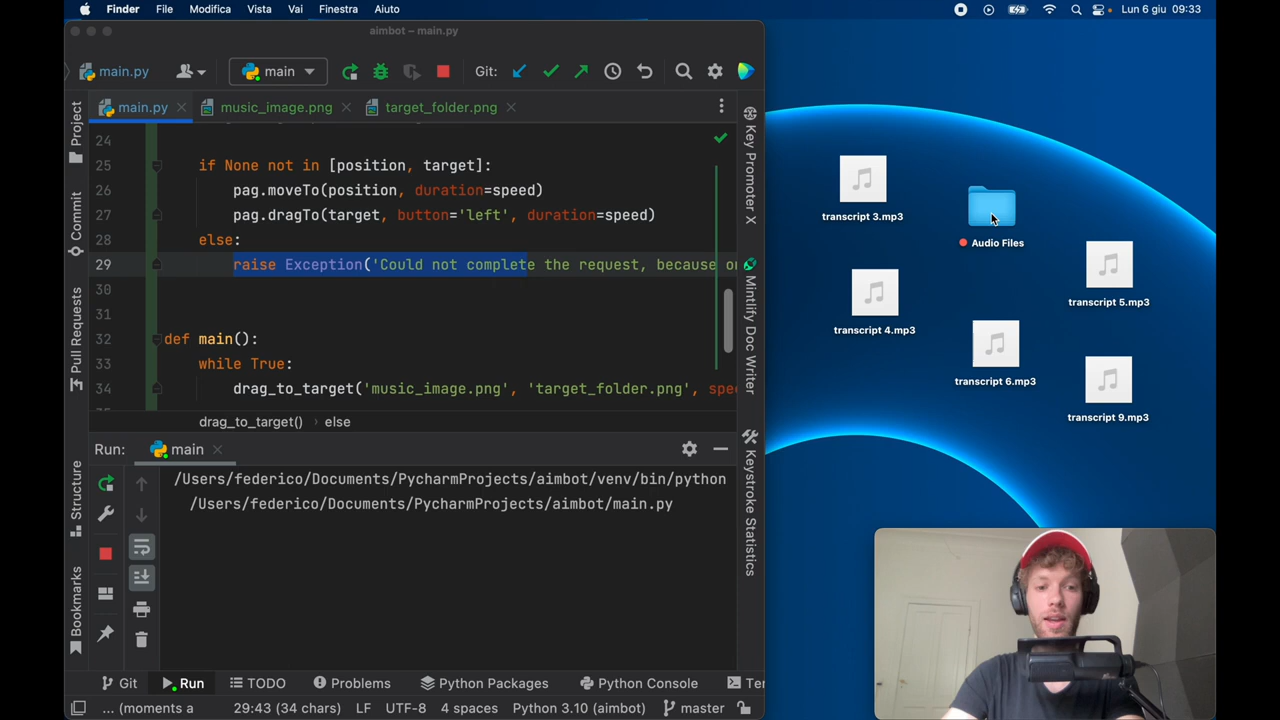 Finder File Modifica Vista Vai Finestra Aiuto Lun 6 giu 09:33
aimbot – main.py
main.py main Git:
main.py music_image.png target_folder.png
24
25 if None not in [position, target]:
26 pag.moveTo(position, duration=speed)
27 pag.dragTo(target, button='left', duration=speed)
28 else:
29 raise Exception('Could not complete the request, because on
30
31
32 def main():
33 while True:
34 drag_to_target('music_image.png', 'target_folder.png', spee
drag_to_target() › else
Run: main
/Users/federico/Documents/PycharmProjects/aimbot/venv/bin/python
/Users/federico/Documents/PycharmProjects/aimbot/main.py
Git Run TODO Problems Python Packages Python Console Ter
... (moments a 29:43 (34 chars) LF UTF-8 4 spaces Python 3.10 (aimbot) master
Project
Commit
Pull Requests
Structure
Bookmarks
Key Promoter X
Mintlify Doc Writer
Keystroke Statistics
transcript 3.mp3
Audio Files
transcript 5.mp3
transcript 4.mp3
transcript 6.mp3
transcript 9.mp3